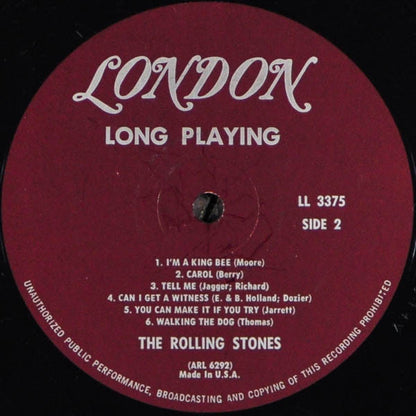 LONDON
LONG PLAYING
LL 3375
SIDE 2
1. I'M A KING BEE (Moore)
2. CAROL (Berry)
3. TELL ME (Jagger; Richard)
4. CAN I GET A WITNESS (E. & B. Holland; Dozier)
5. YOU CAN MAKE IT IF YOU TRY (Jarrett)
6. WALKING THE DOG (Thomas)
THE ROLLING STONES
(ARL 6292)
Made in U.S.A.
UNAUTHORIZED PUBLIC PERFORMANCE, BROADCASTING AND COPYING OF THIS RECORDING PROHIBITED